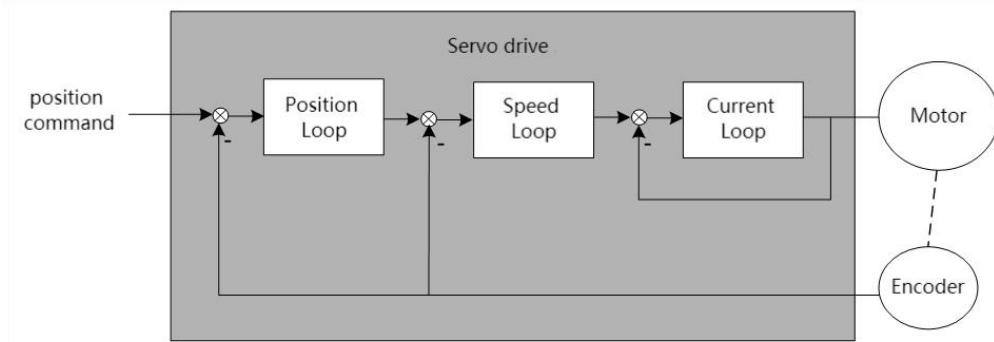 Servo drive
position
command
Position
Loop
Speed
Loop
Current
Loop
Motor
Encoder
-
-
-